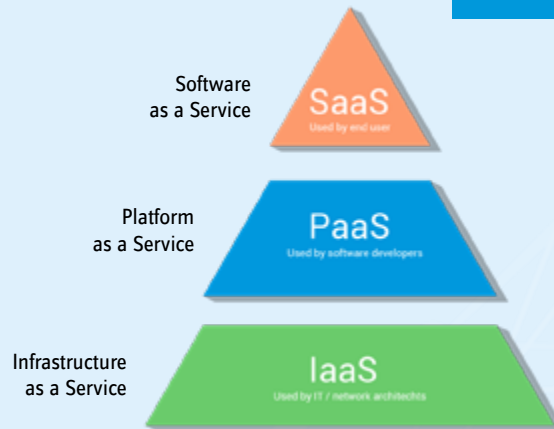 Software
as a Service
SaaS
Used by end user
Platform
as a Service
PaaS
Used by software developers
Infrastructure
as a Service
IaaS
Used by IT / network architechts